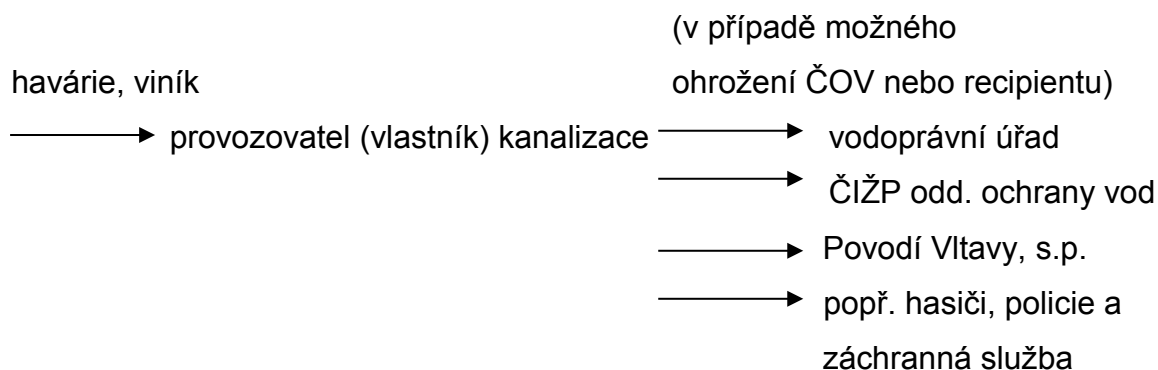 (v případě možného
havárie, viník
ohrožení ČOV nebo recipientu)
provozovatel (vlastník) kanalizace
vodoprávní úřad
ČIŽP odd. ochrany vod
Povodí Vltavy, s.p.
popř. hasiči, policie a
záchranná služba